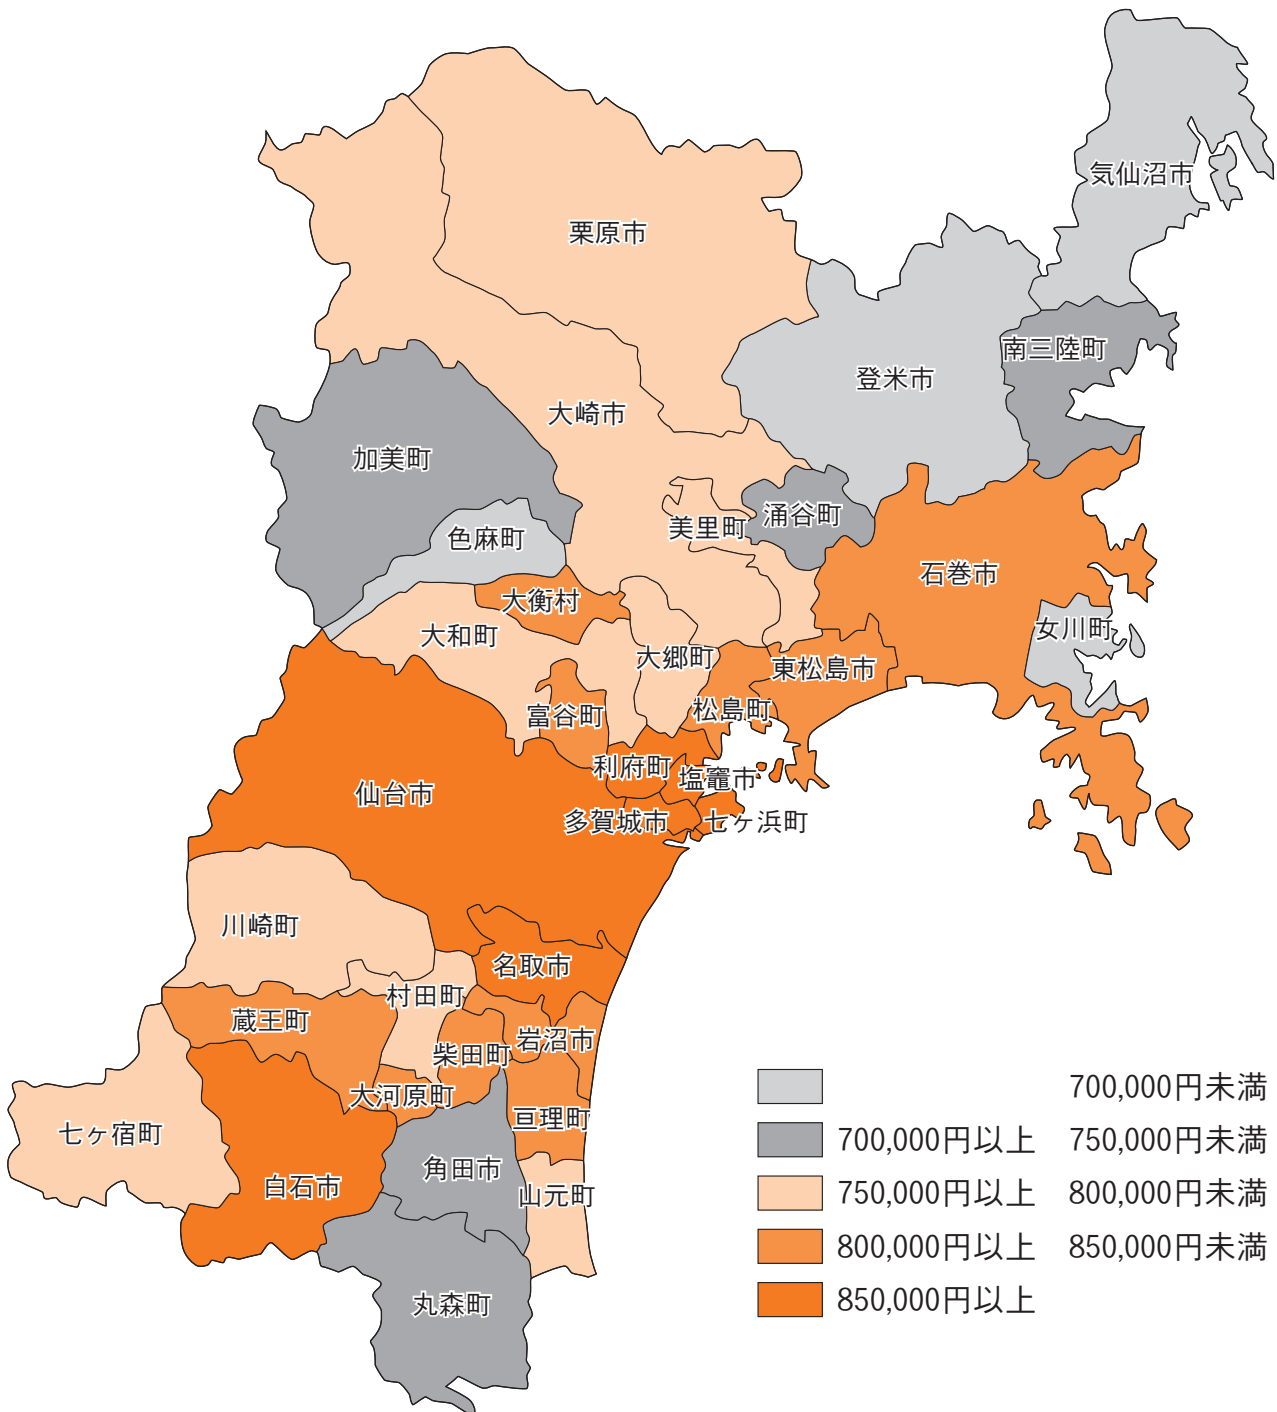 気仙沼市
栗原市
南三陸町
登米市
大崎市
加美町
涌谷町
美里町
色麻町
石巻市
大衡村
女川町
大和町
大郷町
東松島市
松島町
富谷町
利府町
塩竈市
仙台市
多賀城市
七ヶ浜町
川崎町
名取市
村田町
蔵王町
岩沼市
柴田町
大河原町
亘理町
七ヶ宿町
角田市
白石市
山元町
丸森町
700,000円未満
700,000円以上 750,000円未満
750,000円以上 800,000円未満
800,000円以上 850,000円未満
850,000円以上